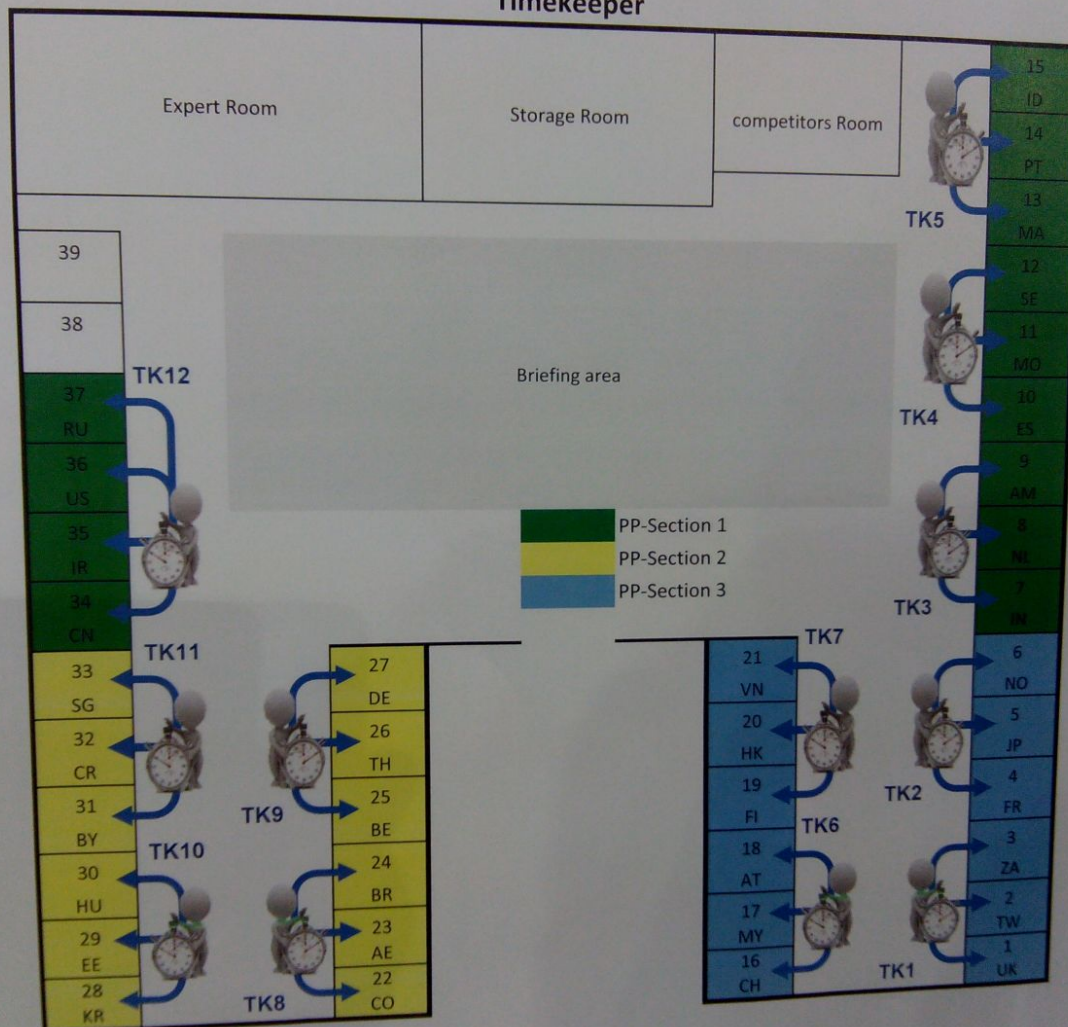 Timekeeper
Expert Room
Storage Room
competitors Room
15
ID
14
PT
13
MA
TK5
12
SE
11
MO
10
ES
TK4
9
AM
8
NL
7
IN
TK3
39
38
TK12
37
RU
36
US
35
IR
34
CN
Briefing area
PP-Section 1
PP-Section 2
PP-Section 3
TK11
33
SG
32
CR
31
BY
TK10
30
HU
29
EE
28
KR
27
DE
26
TH
25
BE
TK9
24
BR
23
AE
22
CO
TK8
TK7
21
VN
20
HK
19
FI
TK6
18
AT
17
MY
16
CH
6
NO
5
JP
4
FR
TK2
3
ZA
2
TW
1
UK
TK1